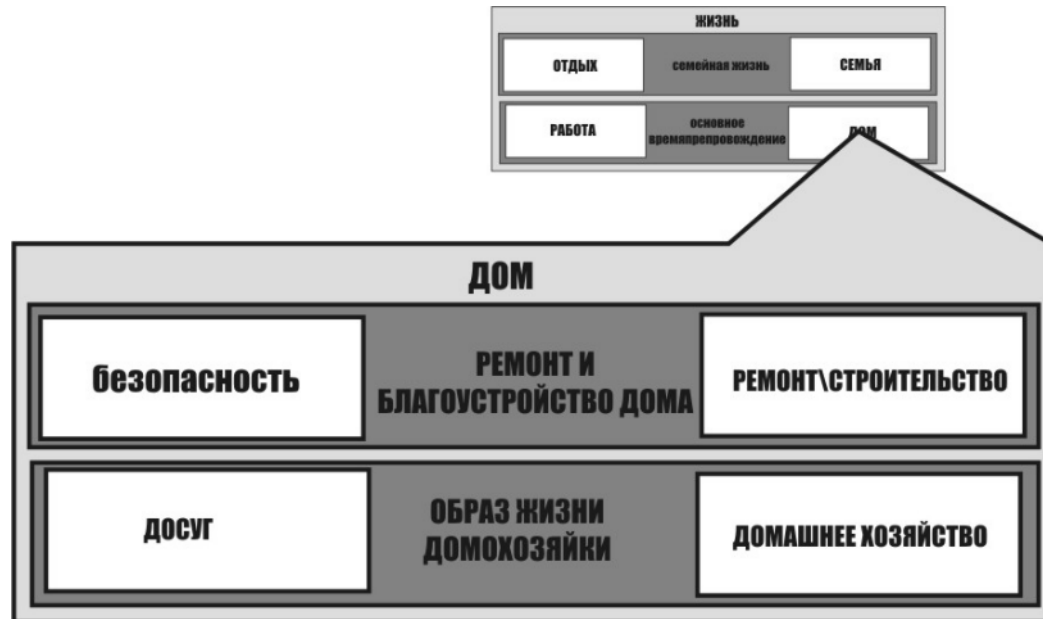 ЖИЗНЬ
ОТДЫХ
семейная жизнь
СЕМЬЯ
РАБОТА
основное
времяпрепровождение
ДОМ
ДОМ
безопасность
РЕМОНТ И
БЛАГОУСТРОЙСТВО ДОМА
РЕМОНТ\СТРОИТЕЛЬСТВО
ДОСУГ
ОБРАЗ ЖИЗНИ
ДОМОХОЗЯЙКИ
ДОМАШНЕЕ ХОЗЯЙСТВО